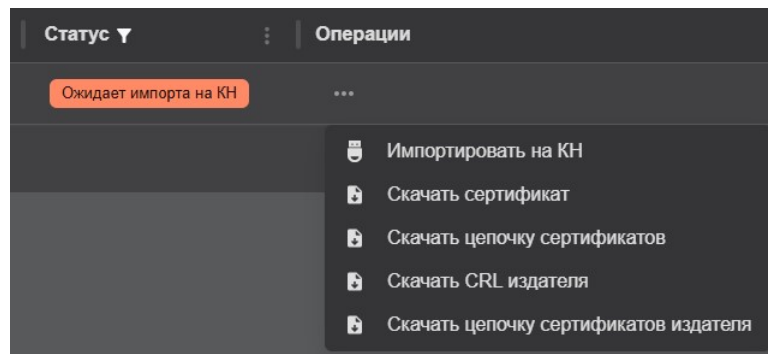 Статус
Операции
Ожидает импорта на КН
Импортировать на КН
Скачать сертификат
Скачать цепочку сертификатов
Скачать CRL издателя
Скачать цепочку сертификатов издателя